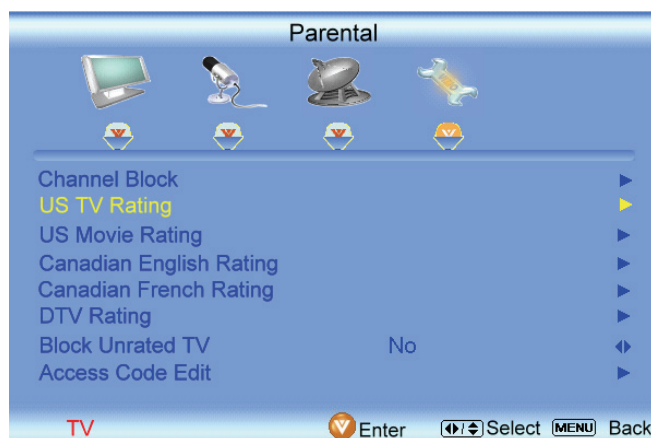 Parental
Channel Block
US TV Rating
US Movie Rating
Canadian English Rating
Canadian French Rating
DTV Rating
Block Unrated TV No
Access Code Edit
TV Enter Select MENU Back